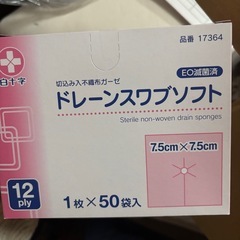 品番 17364
白十字
EO滅菌済
切込み入不織布ガーゼ
ドレーンスワブソフト
Sterile non-woven drain sponges
7.5cm×7.5cm
12
ply
1枚×50袋入